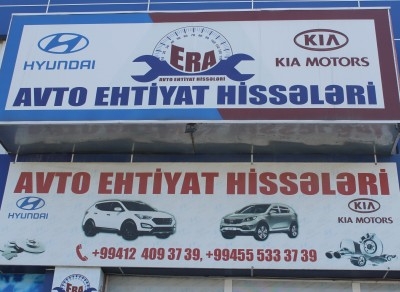 HYUNDAI
ERA
AVTO EHTİYAT HİSSƏLƏRİ
KIA
KIA MOTORS
AVTO EHTİYAT HİSSƏLƏRİ
AVTO EHTİYAT HİSSƏLƏRİ
HYUNDAI
KIA
KIA MOTORS
+99412 409 37 39, +99455 533 37 39
ERA